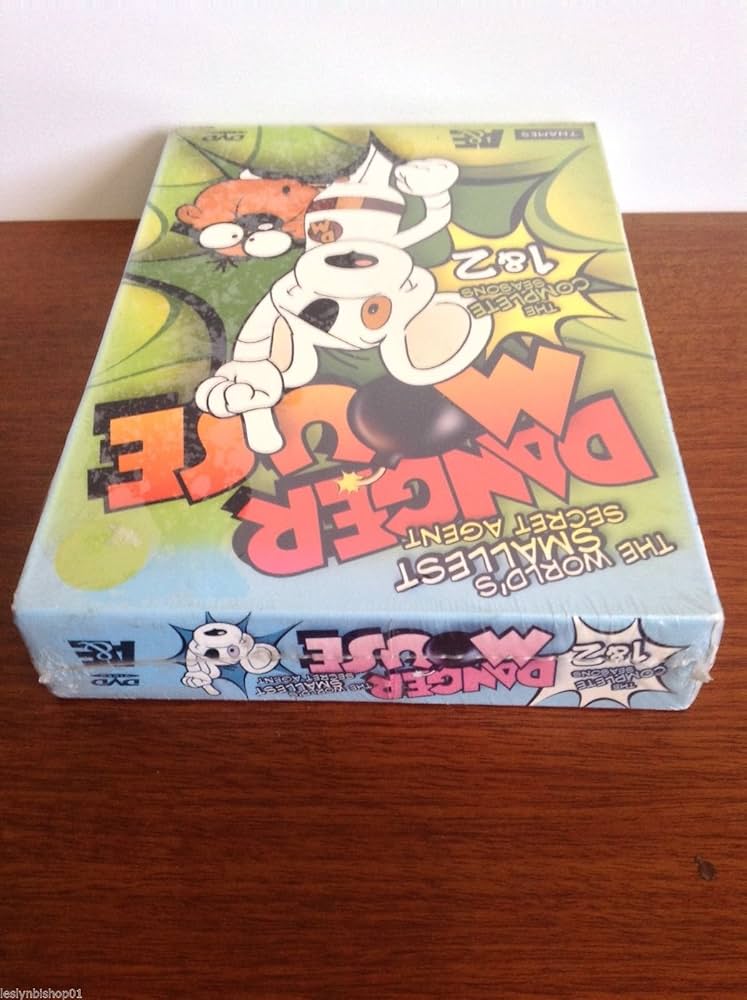 THE WORLD'S
SMALLEST
SECRET AGENT
DANGER
MOUSE
THE
COMPLETE
SEASONS
1&2
DM
THAMES
A&E
DVD
THE
COMPLETE
SEASONS
1&2
DANGER
MOUSE
THE WORLD'S
SMALLEST
SECRET AGENT
A&E
DVD
leslynbishop01